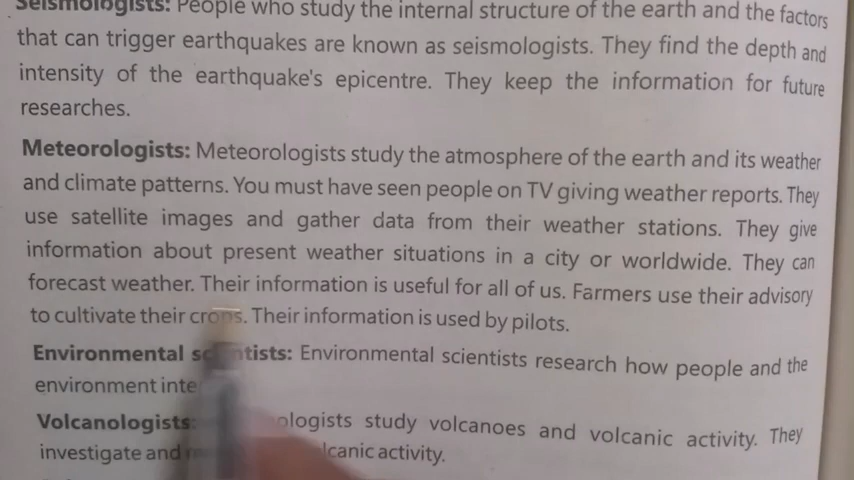 Seismologists: People who study the internal structure of the earth and the factors
that can trigger earthquakes are known as seismologists. They find the depth and
intensity of the earthquake's epicentre. They keep the information for future
researches.
Meteorologists: Meteorologists study the atmosphere of the earth and its weather
and climate patterns. You must have seen people on TV giving weather reports. They
use satellite images and gather data from their weather stations. They give
information about present weather situations in a city or worldwide. They can
forecast weather. Their information is useful for all of us. Farmers use their advisory
to cultivate their crops. Their information is used by pilots.
Environmental scientists: Environmental scientists research how people and the
environment
Volcanologists: study volcanoes and volcanic activity. They
investigate and volcanic activity.